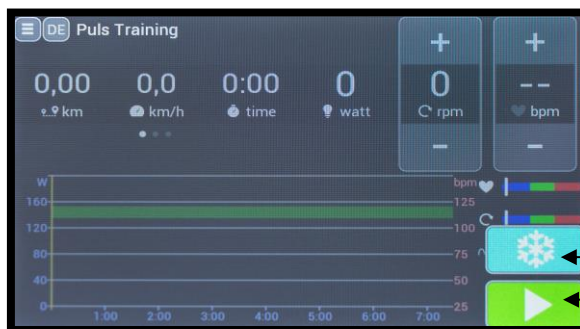 DE Puls Training
+ +
0,00 0,0 0:00 0 0 --
km km/h time watt rpm bpm
− −
W bpm
160 125
120 100
80 75
40 50
0 25
1:00 2:00 3:00 4:00 5:00 6:00 7:00